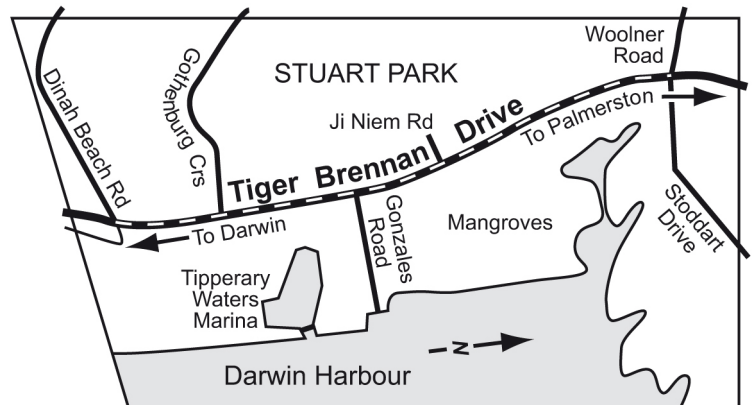 Woolner
Road
STUART PARK
Dinah Beach Rd
Gothenburg Crs
Ji Niem Rd
Tiger Brennan Drive
To Palmerston
To Darwin
Gonzales
Road
Mangroves
Stoddart
Drive
Tipperary
Waters
Marina
N
Darwin Harbour